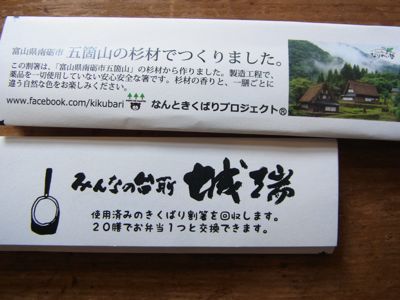 富山県南砺市 五箇山の杉材でつくりました。
この割箸は、「富山県南砺市五箇山」の杉材から作りました。製造工程で、
薬品を一切使用していない安心安全な箸です。杉材の香りと、一膳ごとに
違う自然な色をお楽しみください。
www.facebook.com/kikubari なんときくばりプロジェクト®
みんなの台所 城端
使用済みのきくばり割箸を回収します。
20膳でお弁当1つと交換できます。